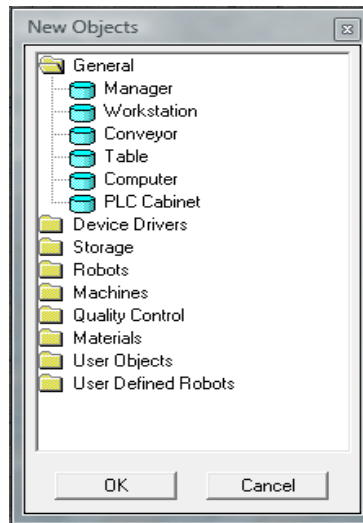 New Objects
General
Manager
Workstation
Conveyor
Table
Computer
PLC Cabinet
Device Drivers
Storage
Robots
Machines
Quality Control
Materials
User Objects
User Defined Robots
OK Cancel